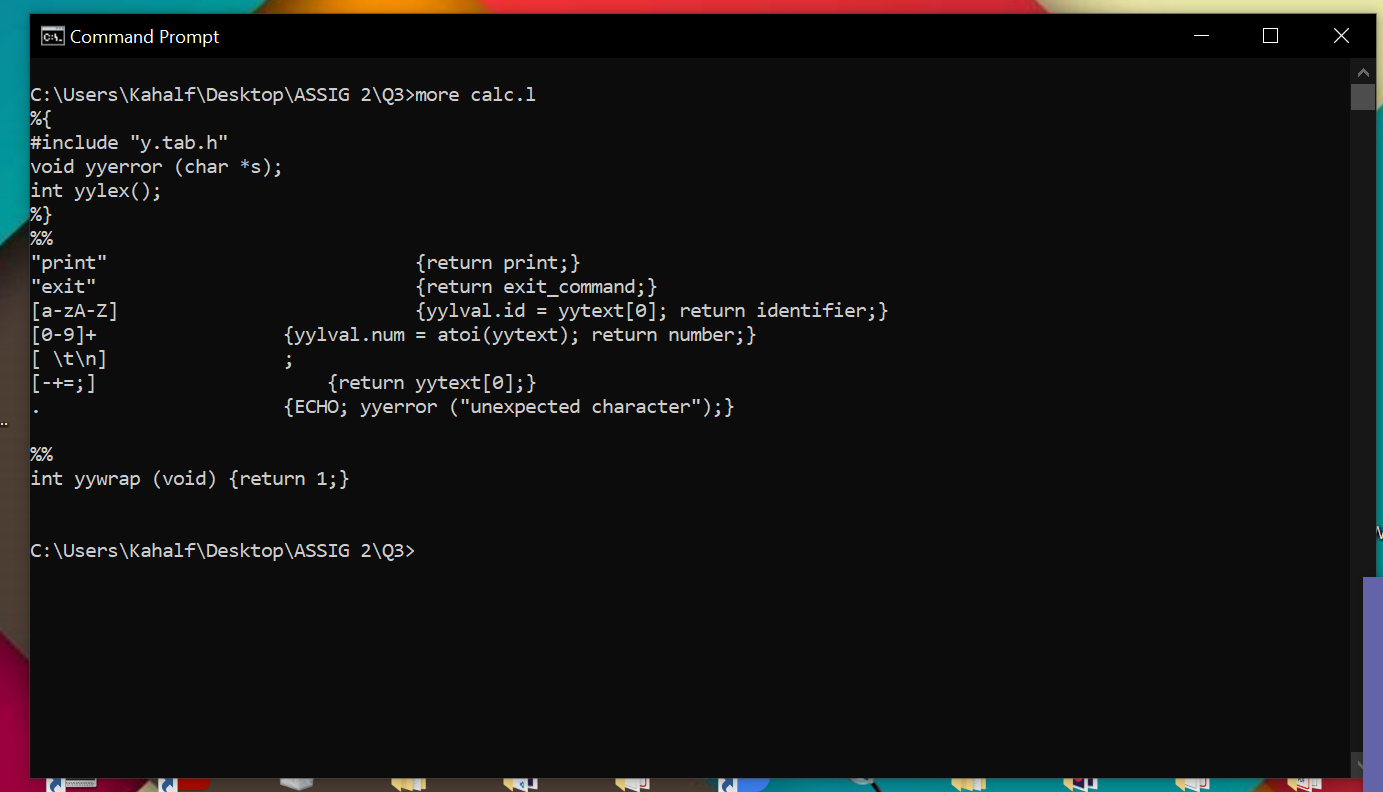 Command Prompt
C:\Users\Kahalf\Desktop\ASSIG 2\Q3>more calc.l
%{
#include "y.tab.h"
void yyerror (char *s);
int yylex();
%}
%%
"print"                            {return print;}
"exit"                             {return exit_command;}
[a-zA-Z]                           {yylval.id = yytext[0]; return identifier;}
[0-9]+                 {yylval.num = atoi(yytext); return number;}
[ \t\n]                ;
[-+=;]                     {return yytext[0];}
.                      {ECHO; yyerror ("unexpected character");}
%%
int yywrap (void) {return 1;}
C:\Users\Kahalf\Desktop\ASSIG 2\Q3>